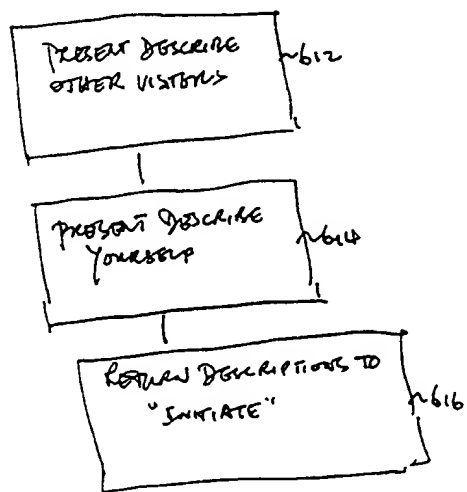 PRESENT DESCRIBE
OTHER VISITORS
~612
PRESENT DESCRIBE
YOURSELF
~614
RETURN DESCRIPTIONS TO
"INITIATE"
~616